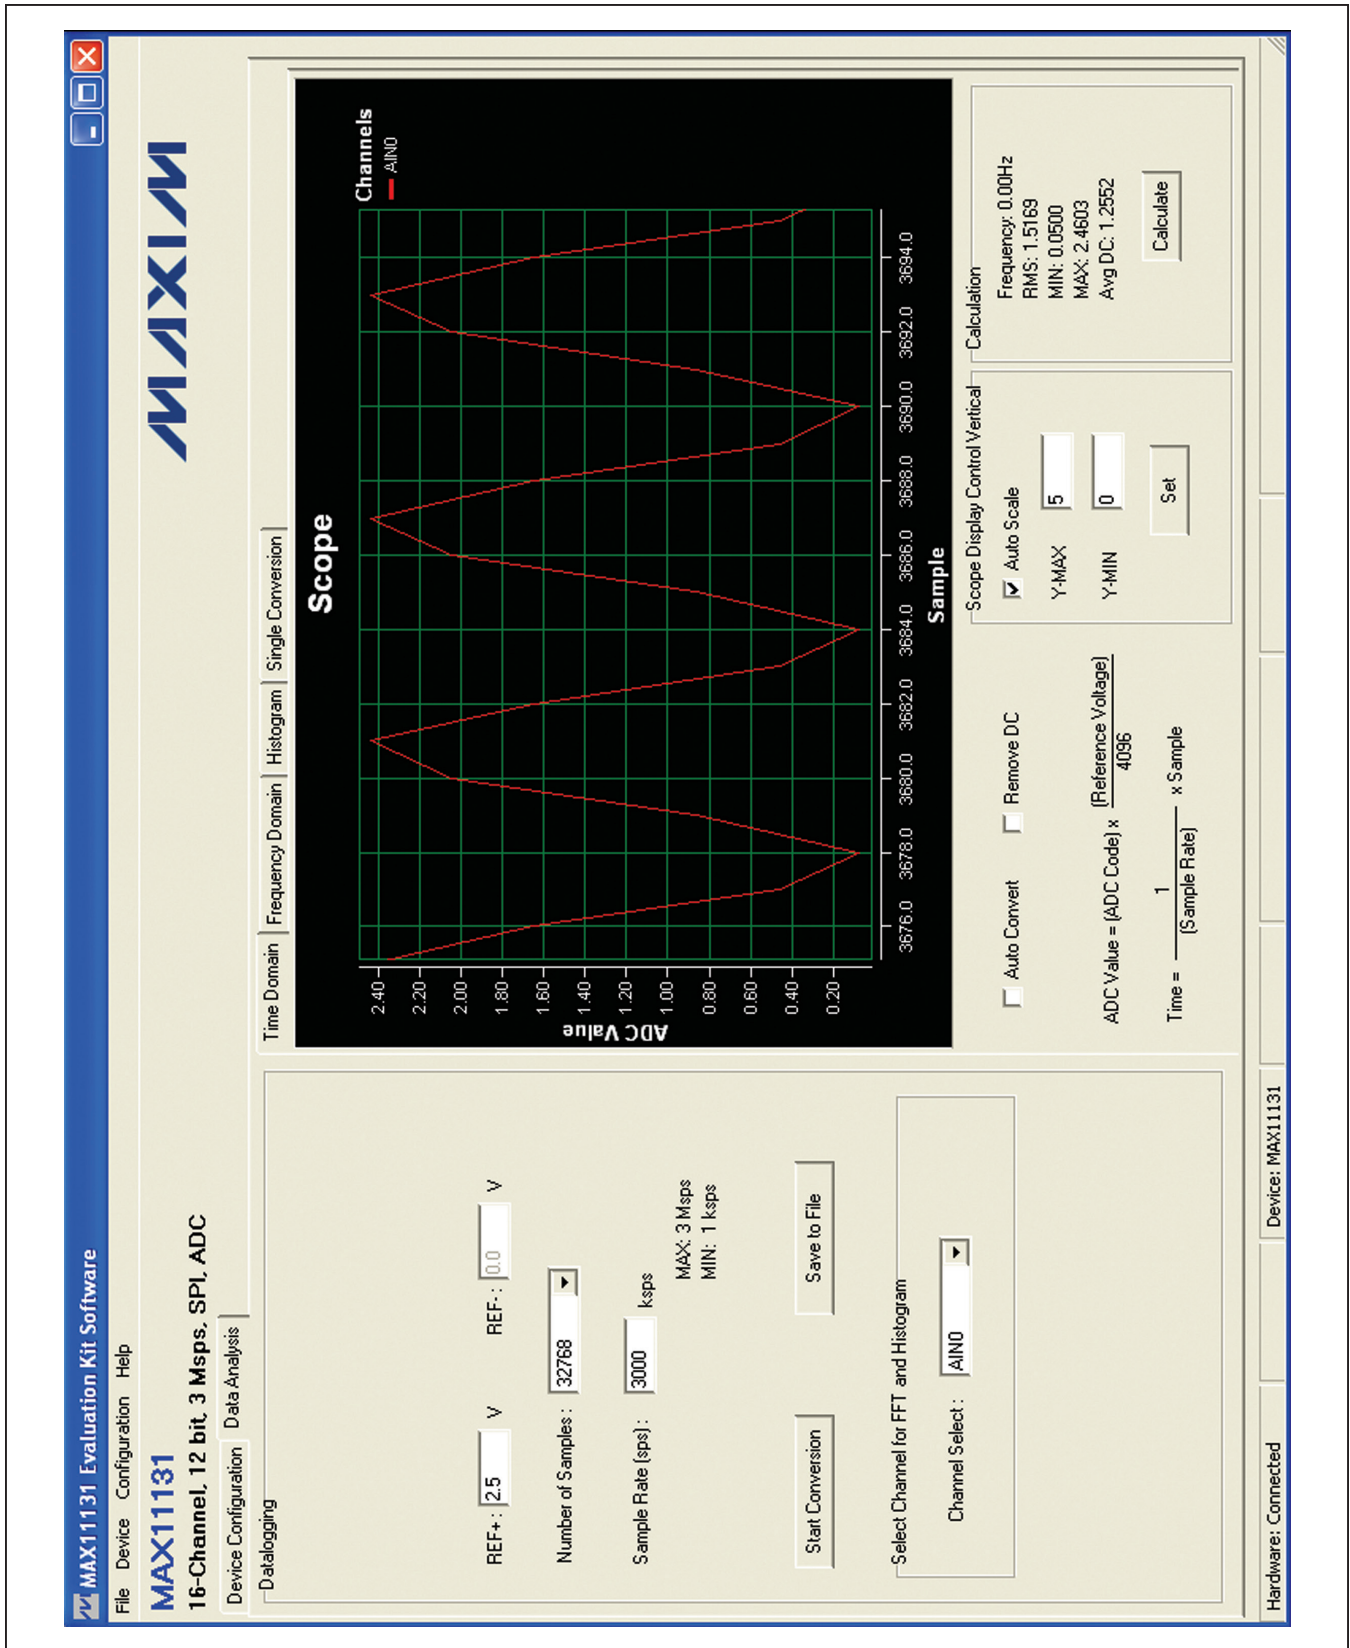 MAX11131 Evaluation Kit Software
File Device Configuration Help
MAXIM
MAX11131
16-Channel, 12 bit, 3 Msps, SPI, ADC
Device Configuration Data Analysis
Datalogging
REF+ : 2.5 V REF- : 0.0 V
Number of Samples : 32768
Sample Rate (sps) : 3000 ksps
MAX: 3 Msps
MIN: 1 ksps
Start Conversion Save to File
Select Channel for FFT and Histogram
Channel Select : AIN0
Time Domain Frequency Domain Histogram Single Conversion
Scope
Channels
AIN0
ADC Value
2.40
2.20
2.00
1.80
1.60
1.40
1.20
1.00
0.80
0.60
0.40
0.20
3676.0 3678.0 3680.0 3682.0 3684.0 3686.0 3688.0 3690.0 3692.0 3694.0
Sample
Auto Convert Remove DC
ADC Value = (ADC Code) x (Reference Voltage)
4096
Time = 1 x Sample
(Sample Rate)
Scope Display Control Vertical
Auto Scale
Y-MAX 5
Y-MIN 0
Set
Calculation
Frequency: 0.00Hz
RMS: 1.5169
MIN: 0.0500
MAX: 2.4603
Avg DC: 1.2552
Calculate
Hardware: Connected Device: MAX11131